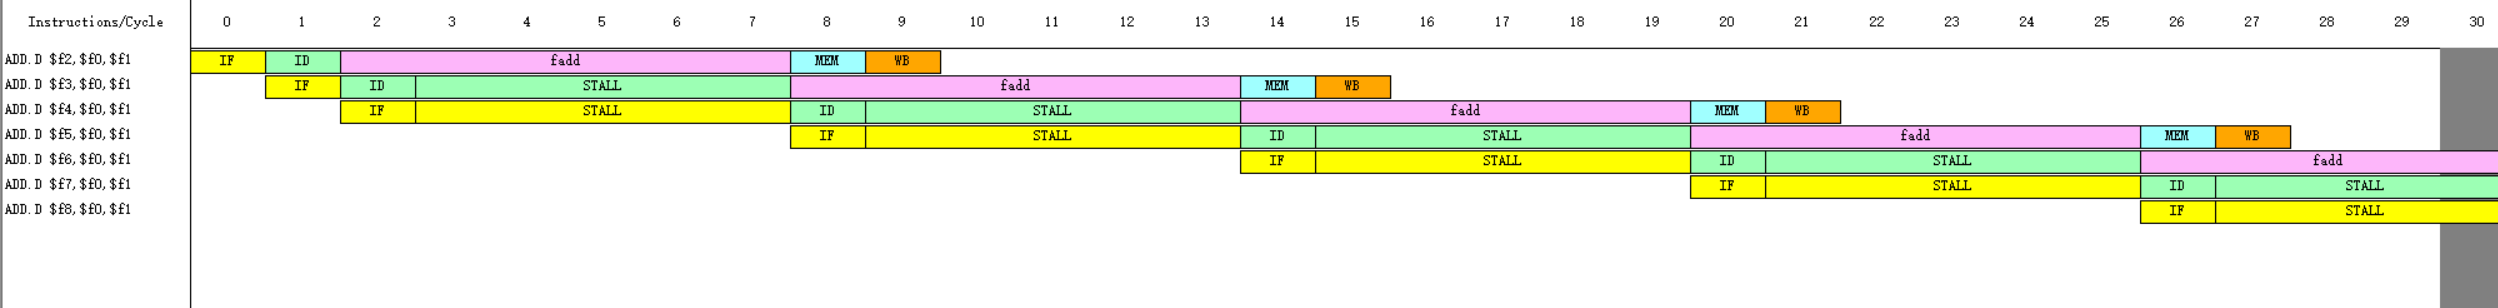 Instructions/Cycle 0 1 2 3 4 5 6 7 8 9 10 11 12 13 14 15 16 17 18 19 20 21 22 23 24 25 26 27 28 29 30
ADD.D $f2,$f0,$f1 IF ID fadd MEM WB
ADD.D $f3,$f0,$f1 IF ID STALL fadd MEM WB
ADD.D $f4,$f0,$f1 IF STALL ID STALL fadd MEM WB
ADD.D $f5,$f0,$f1 IF STALL ID STALL fadd MEM WB
ADD.D $f6,$f0,$f1 IF STALL ID STALL fadd
ADD.D $f7,$f0,$f1 IF STALL ID STALL
ADD.D $f8,$f0,$f1 IF STALL